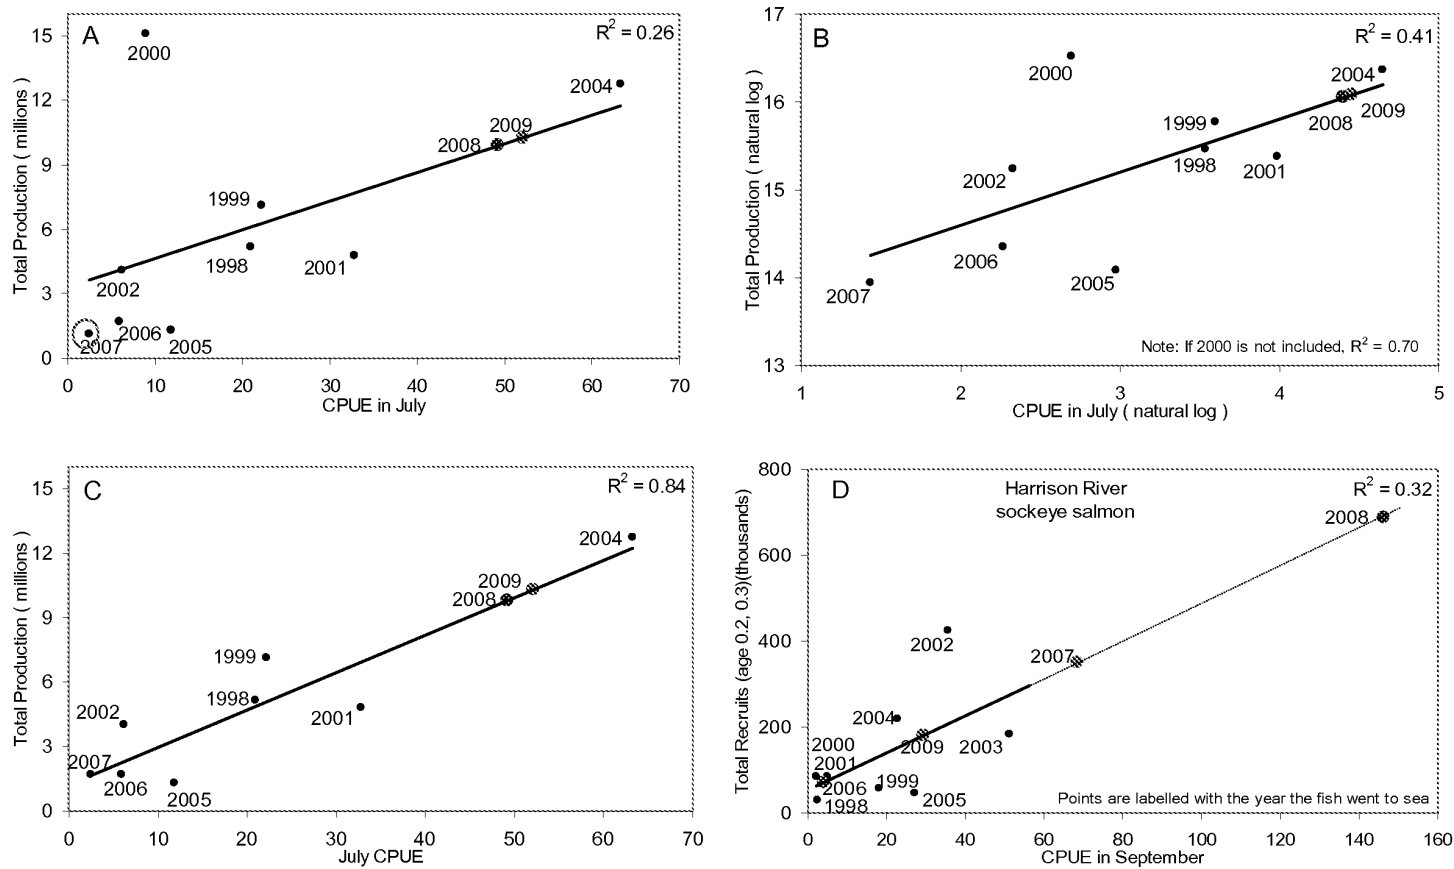 A
R² = 0.26
Total Production ( millions )
15
12
9
6
3
0
2000
2004
2009
2008
1999
1998
2001
2002
2006
2007
2005
0 10 20 30 40 50 60 70
CPUE in July
B
R² = 0.41
Total Production ( natural log )
17
16
15
14
13
2000
2004
2009
2008
1999
1998
2001
2002
2006
2005
2007
Note: If 2000 is not included, R² = 0.70
1 2 3 4 5
CPUE in July ( natural log )
C
R² = 0.84
Total Production ( millions )
15
12
9
6
3
0
2004
2009
2008
1999
1998
2001
2002
2007
2006
2005
0 10 20 30 40 50 60 70
July CPUE
D
Harrison River
sockeye salmon
R² = 0.32
Total Recruits (age 0.2, 0.3)(thousands)
800
600
400
200
0
2008
2007
2002
2004
2009
2003
2000
2001
2006
1999
1998
2005
Points are labelled with the year the fish went to sea
0 20 40 60 80 100 120 140 160
CPUE in September